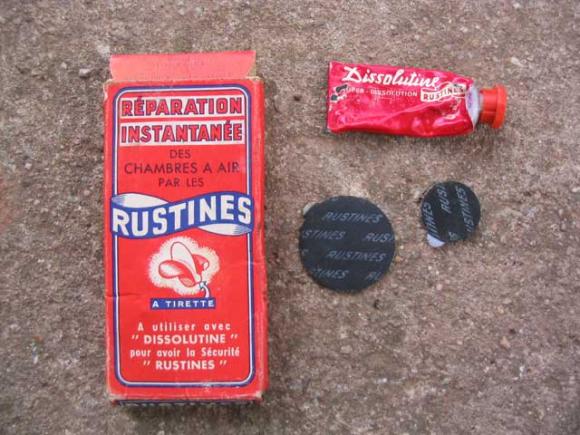 RÉPARATION
INSTANTANÉE
DES
CHAMBRES A AIR
PAR LES
RUSTINES
A TIRETTE
A utiliser avec
" DISSOLUTINE "
pour avoir la Sécurité
" RUSTINES "
Dissolutine
SUPER-DISSOLUTION RUSTINES
RUSTINES
RUSTINES
RUSTINES